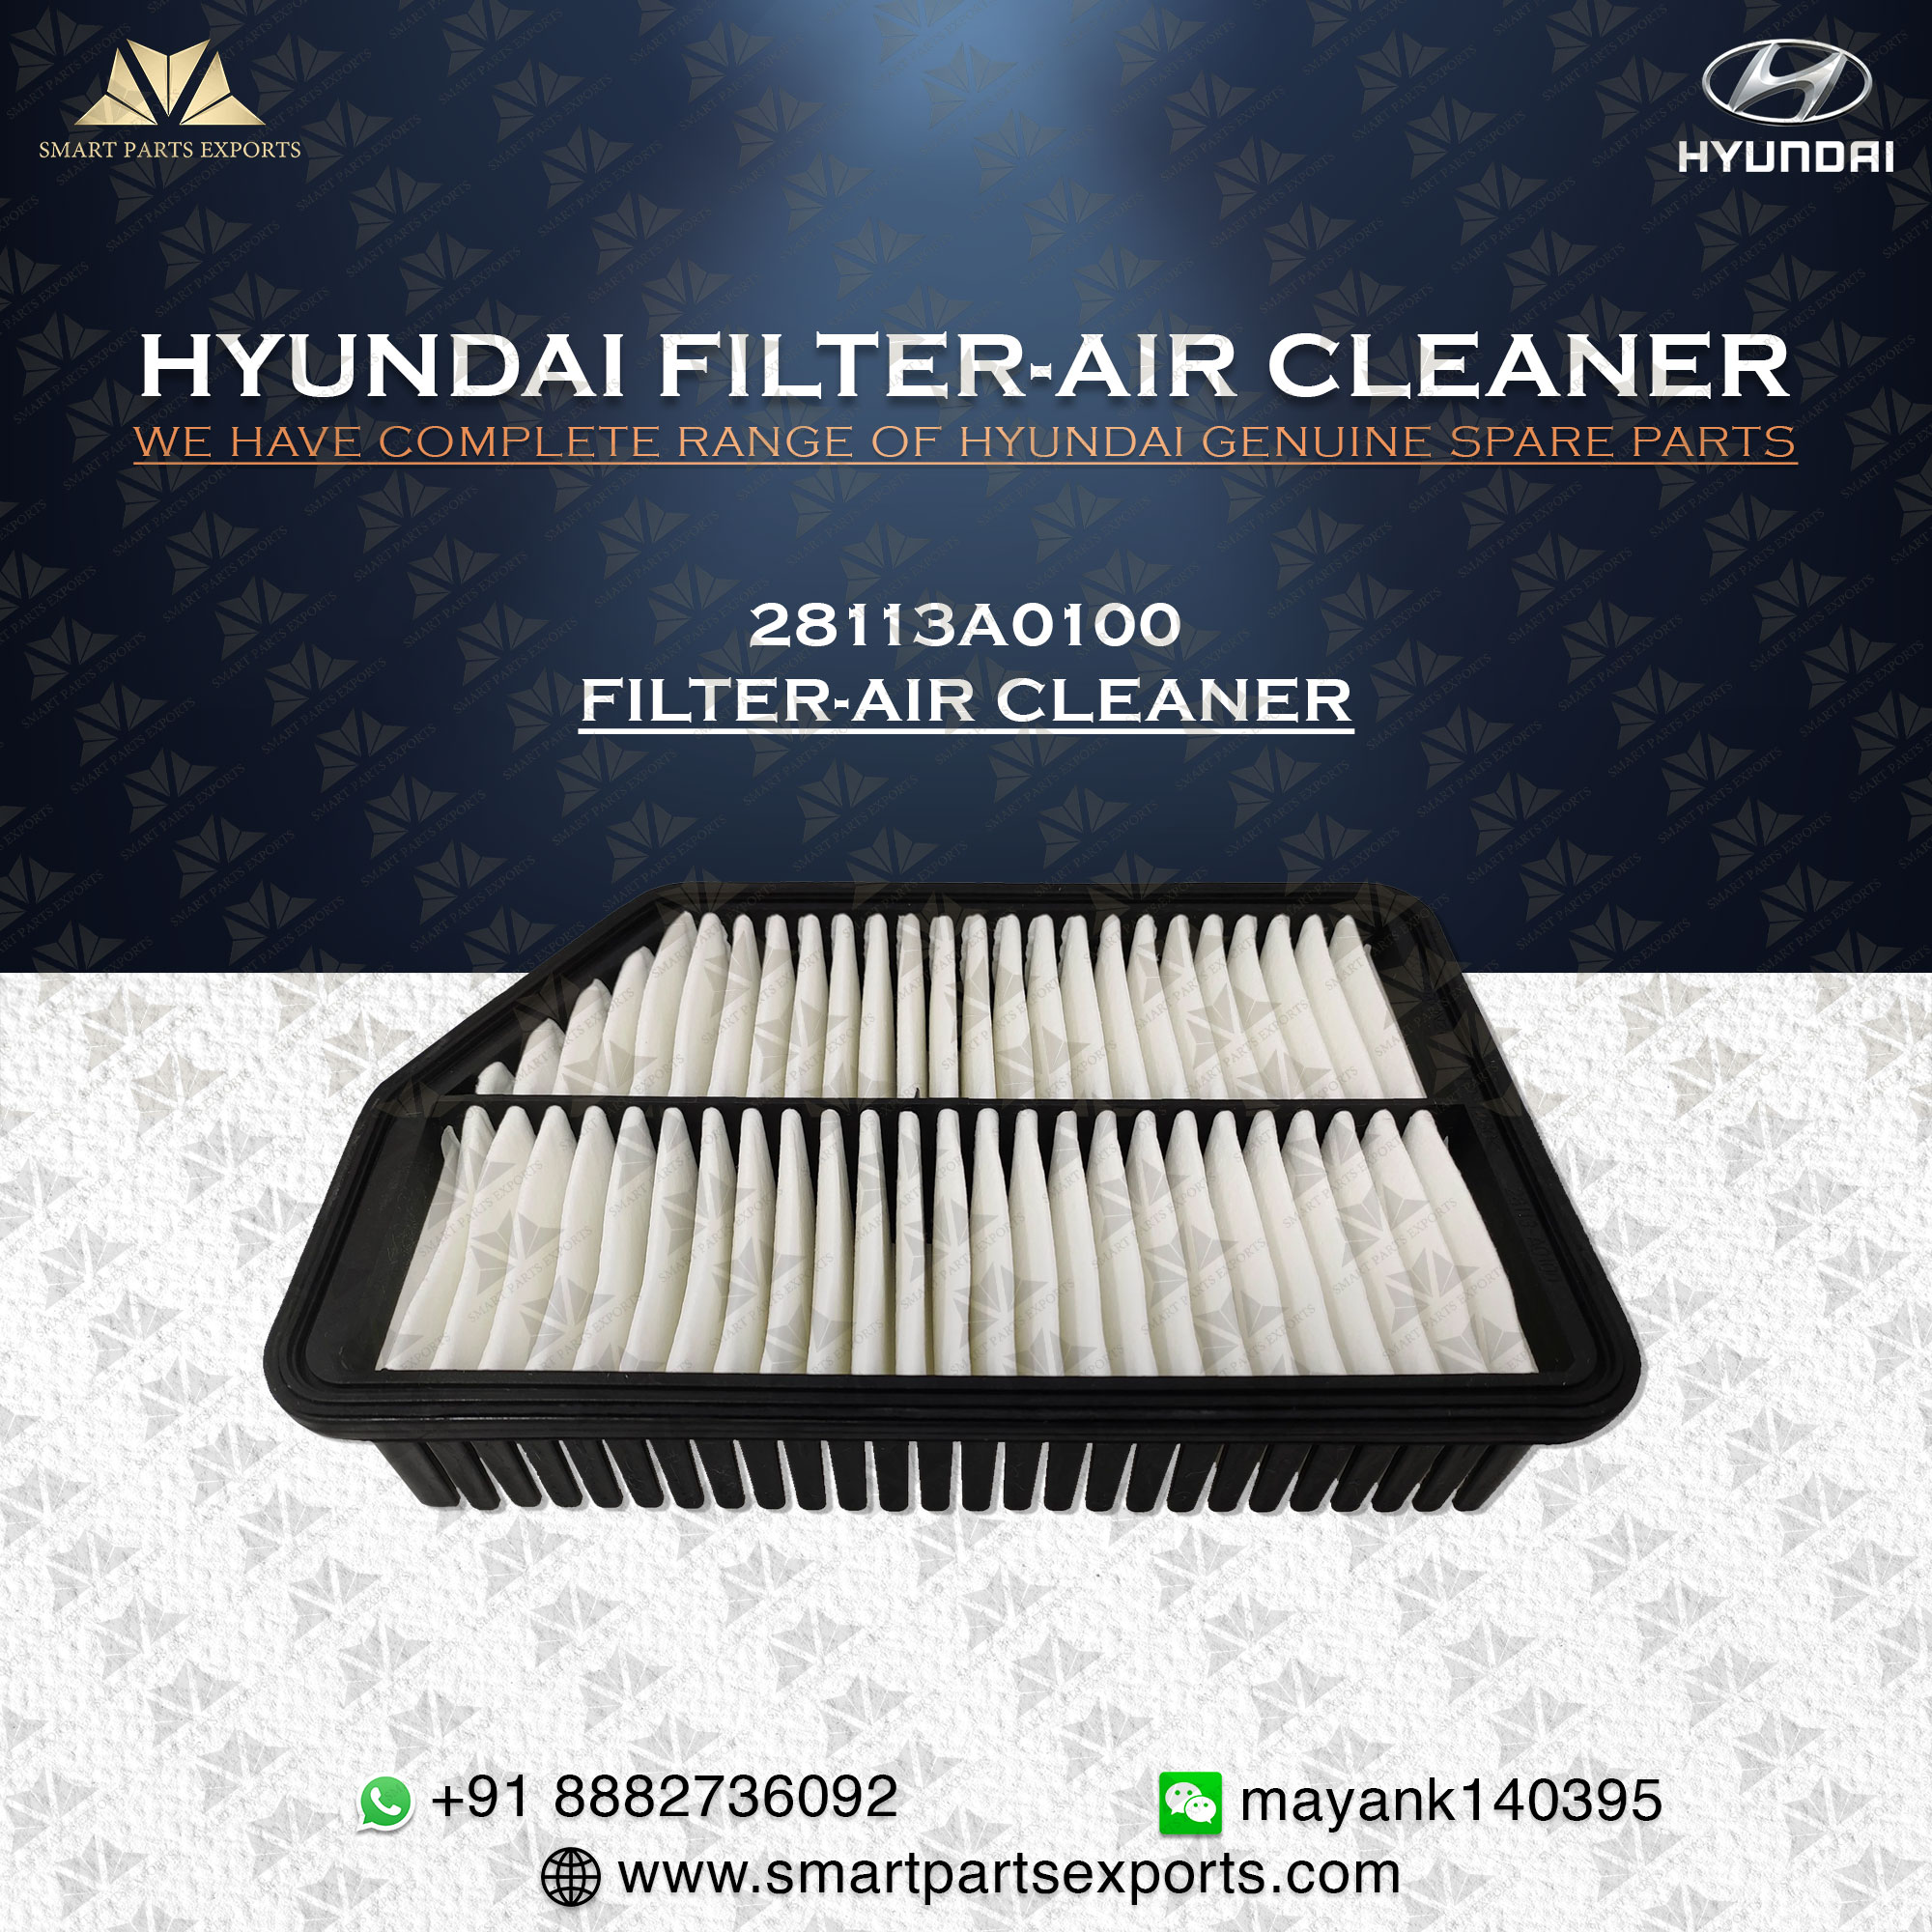 SMART PARTS EXPORTS
HYUNDAI
HYUNDAI FILTER-AIR CLEANER
WE HAVE COMPLETE RANGE OF HYUNDAI GENUINE SPARE PARTS
28113A0100
FILTER-AIR CLEANER
+91 8882736092
mayank140395
www.smartpartsexports.com